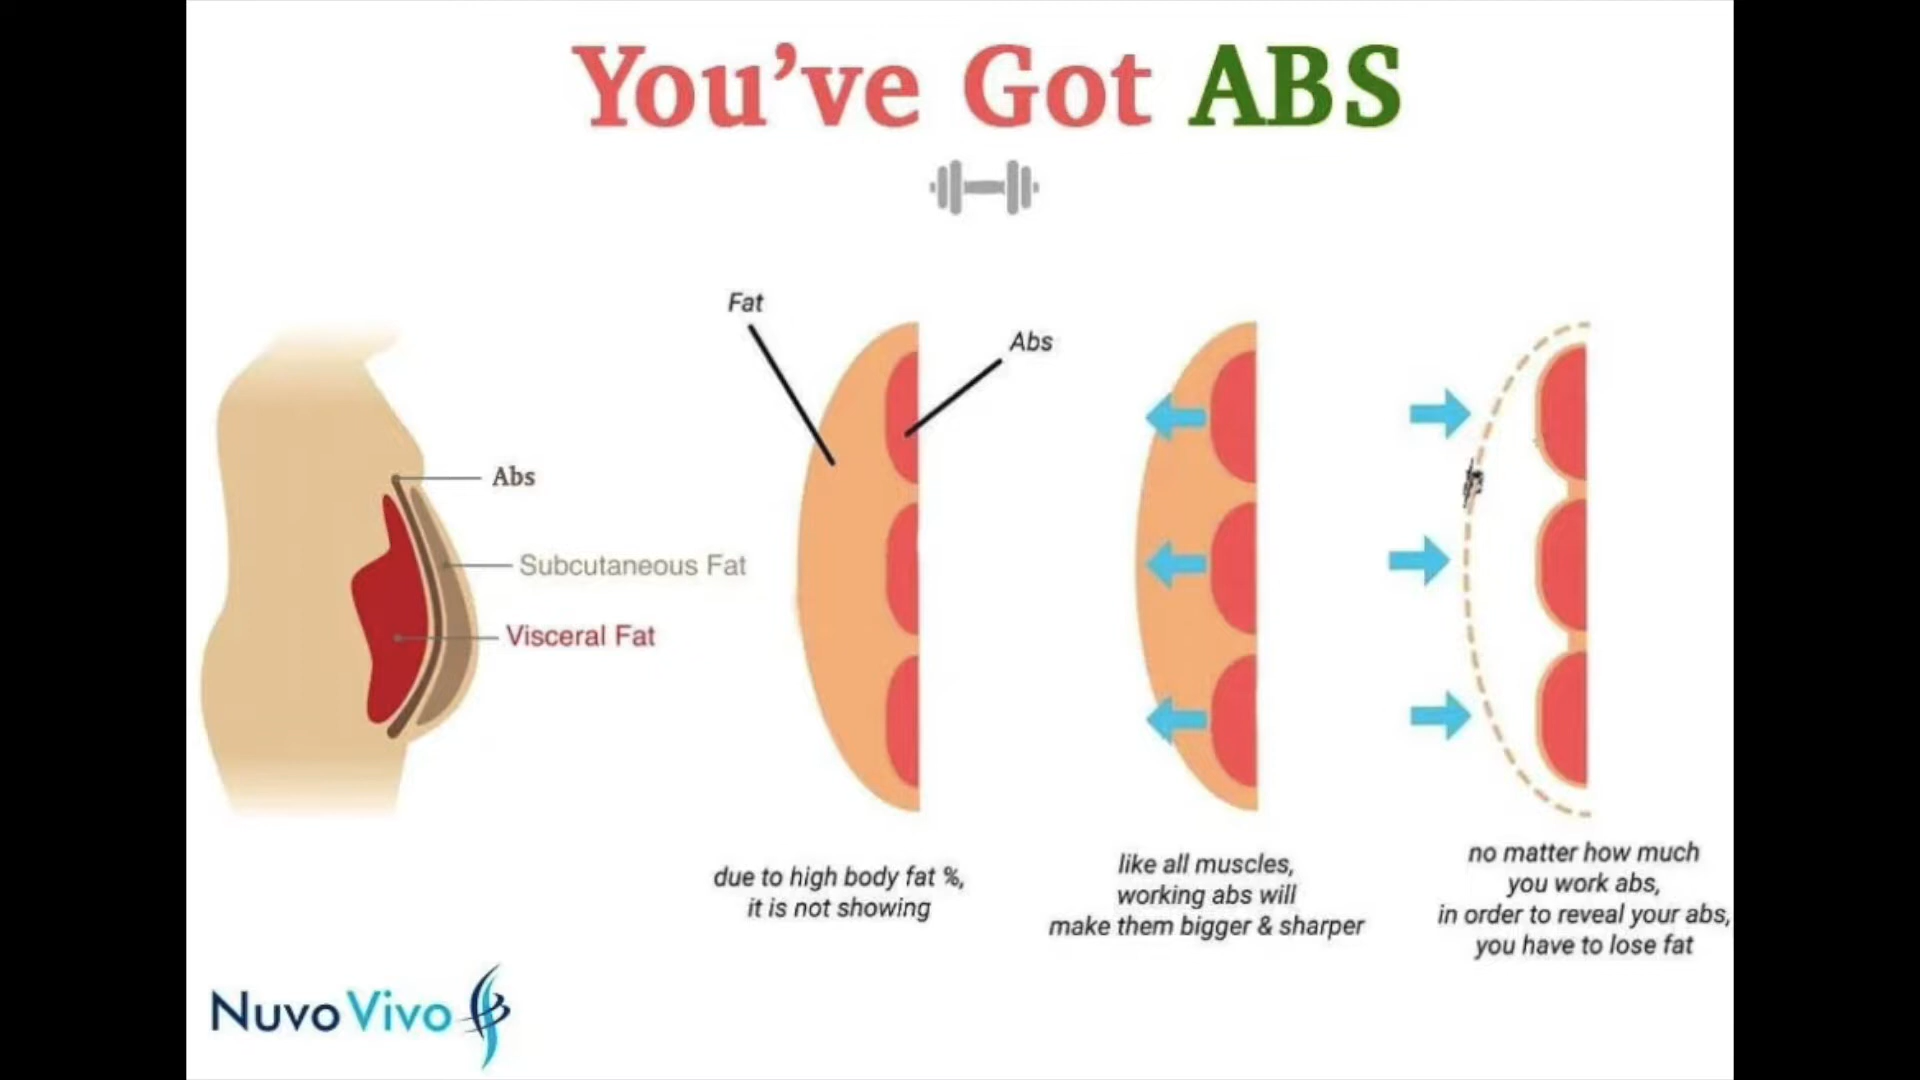 You've Got ABS
Fat
Abs
Abs
Subcutaneous Fat
Visceral Fat
due to high body fat %,
it is not showing
like all muscles,
working abs will
make them bigger & sharper
no matter how much
you work abs,
in order to reveal your abs,
you have to lose fat
NuvoVivo